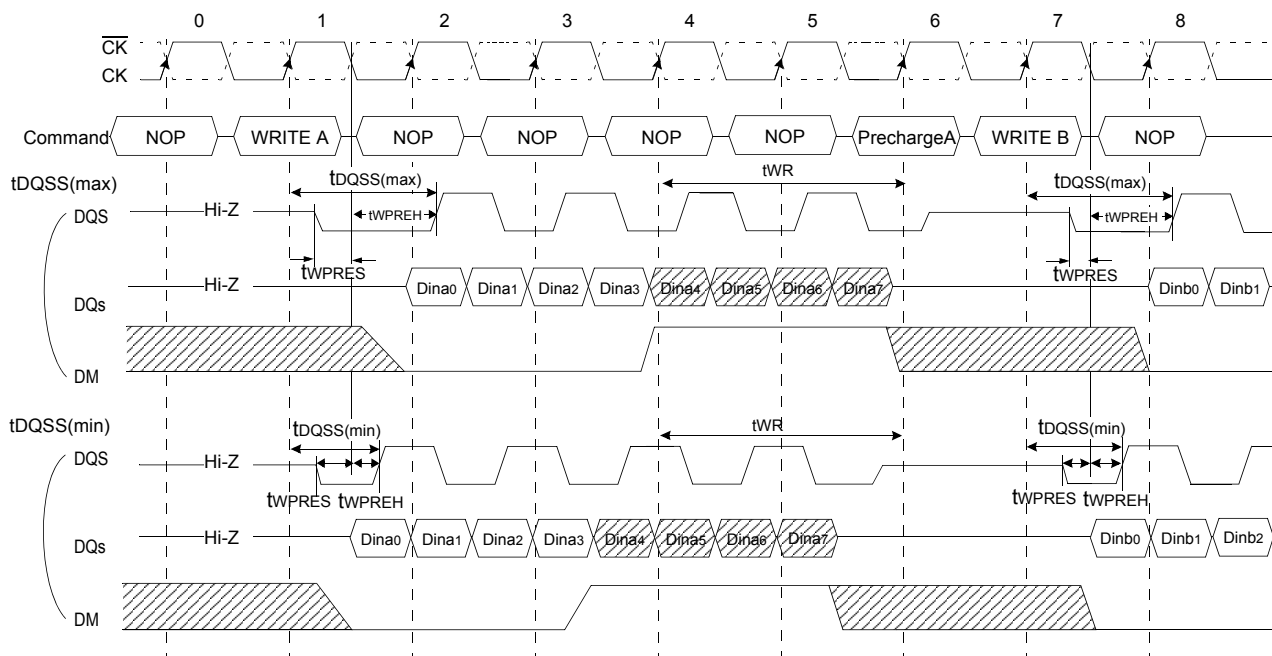 0 1 2 3 4 5 6 7 8
CK
CK
Command NOP WRITE A NOP NOP NOP NOP PrechargeA WRITE B NOP
tDQSS(max) tDQSS(max) tWR tDQSS(max)
DQS Hi-Z tWPREH tWPREH
tWPRES tWPRES
DQs Hi-Z Dina0 Dina1 Dina2 Dina3 Dina4 Dina5 Dina6 Dina7 Dinb0 Dinb1
DM
tDQSS(min) tDQSS(min) tWR tDQSS(min)
DQS Hi-Z
tWPRES tWPREH tWPRES tWPREH
DQs Hi-Z Dina0 Dina1 Dina2 Dina3 Dina4 Dina5 Dina6 Dina7 Dinb0 Dinb1 Dinb2
DM